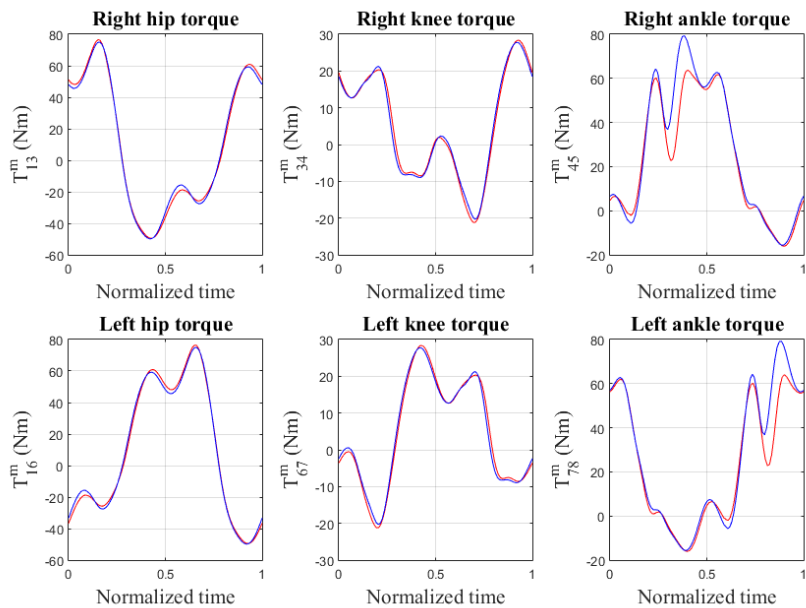 Right hip torque
80
60
40
20
0
-20
-40
-60
T^m_13 (Nm)
0 0.5 1
Normalized time
Right knee torque
30
20
10
0
-10
-20
-30
T^m_34 (Nm)
0 0.5 1
Normalized time
Right ankle torque
80
60
40
20
0
-20
T^m_45 (Nm)
0 0.5 1
Normalized time
Left hip torque
80
60
40
20
0
-20
-40
-60
T^m_16 (Nm)
0 0.5 1
Normalized time
Left knee torque
30
20
10
0
-10
-20
-30
T^m_67 (Nm)
0 0.5 1
Normalized time
Left ankle torque
80
60
40
20
0
-20
T^m_78 (Nm)
0 0.5 1
Normalized time